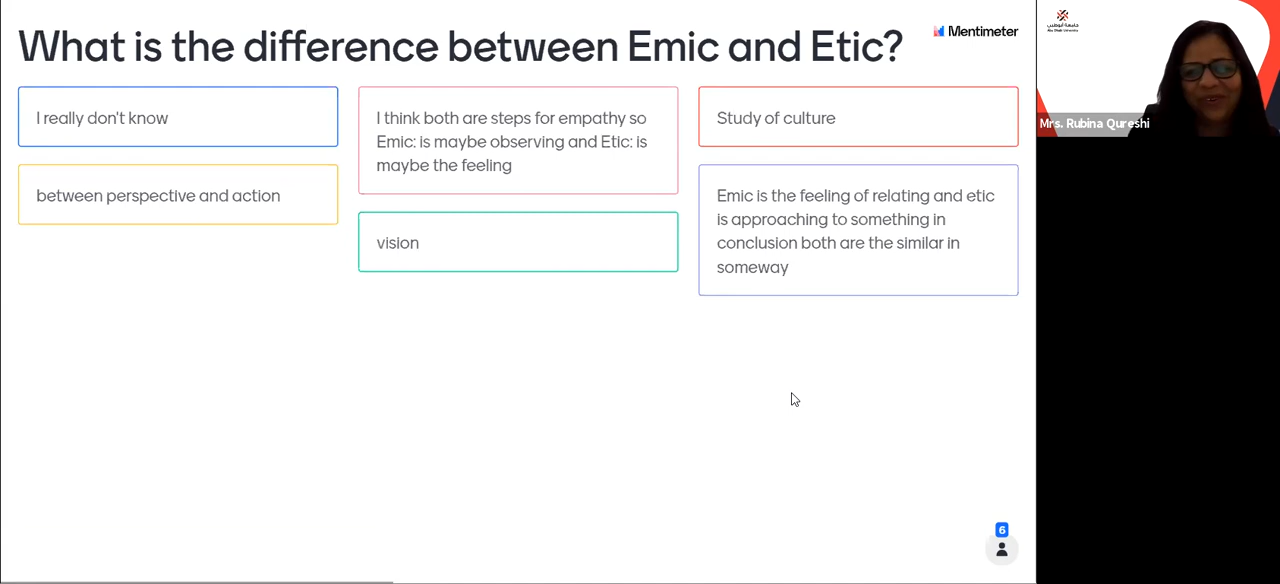 What is the difference between Emic and Etic?
Mentimeter
I really don't know
between perspective and action
I think both are steps for empathy so
Emic: is maybe observing and Etic: is
maybe the feeling
vision
Study of culture
Emic is the feeling of relating and etic
is approaching to something in
conclusion both are the similar in
someway
6
Mrs. Rubina Qureshi